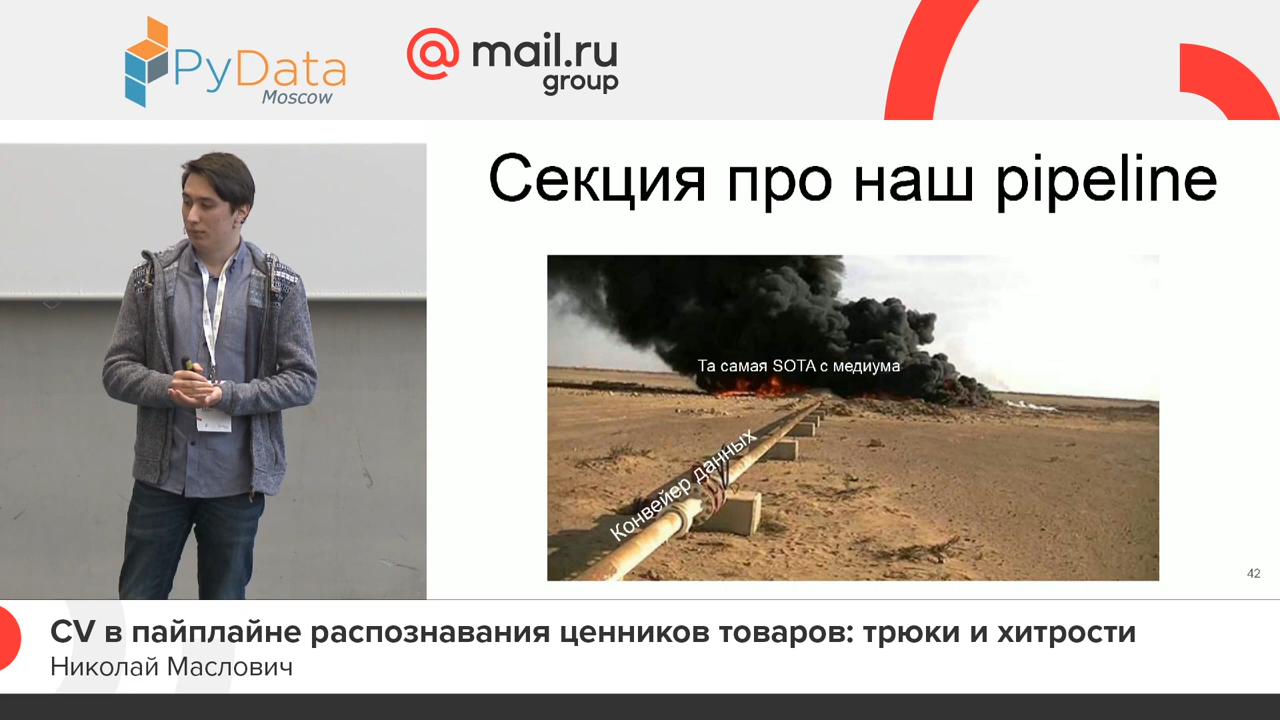 PyData
Moscow
@mail.ru
group
Секция про наш pipeline
Та самая SOTA с медиума
Конвейер данных
42
CV в пайплайне распознавания ценников товаров: трюки и хитрости
Николай Маслович